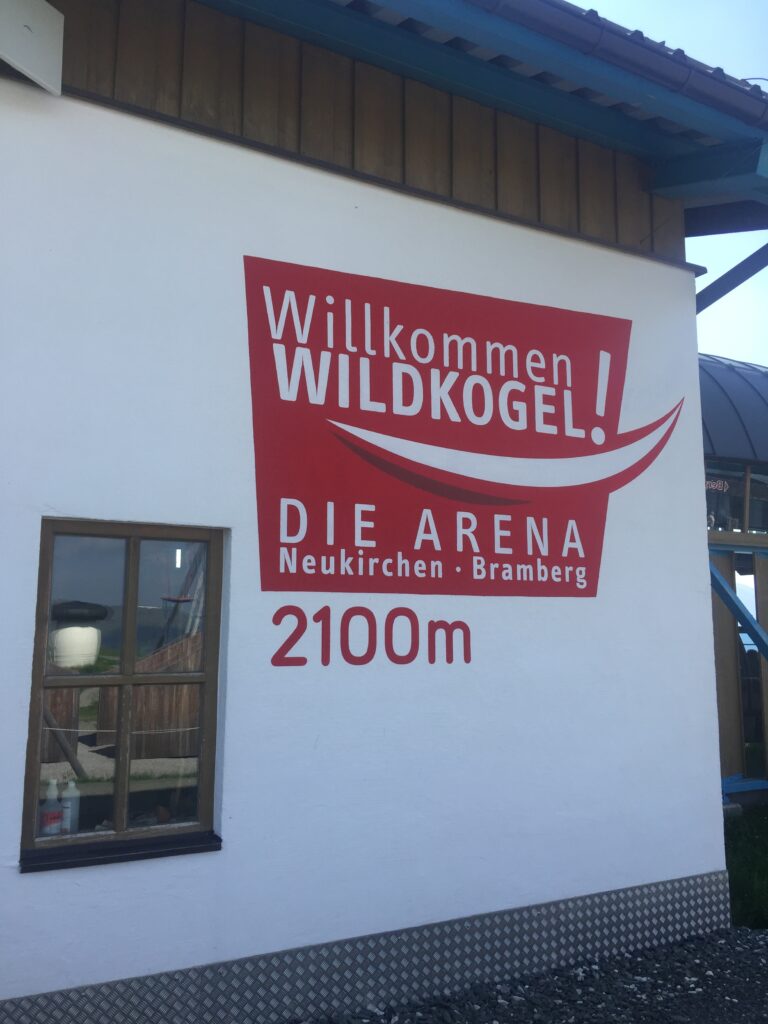 Willkommen
WILDKOGEL!
DIE ARENA
Neukirchen · Bramberg
2100m